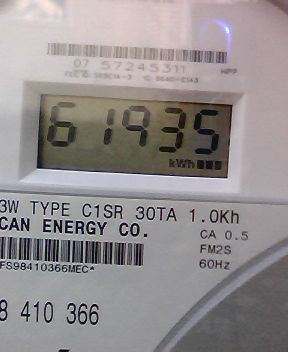 07 57245311
61935
kWh
3W TYPE C1SR 30TA 1.0Kh
CAN ENERGY CO.
CA 0.5
FM2S
FS98410366MEC*
60Hz
8 410 366